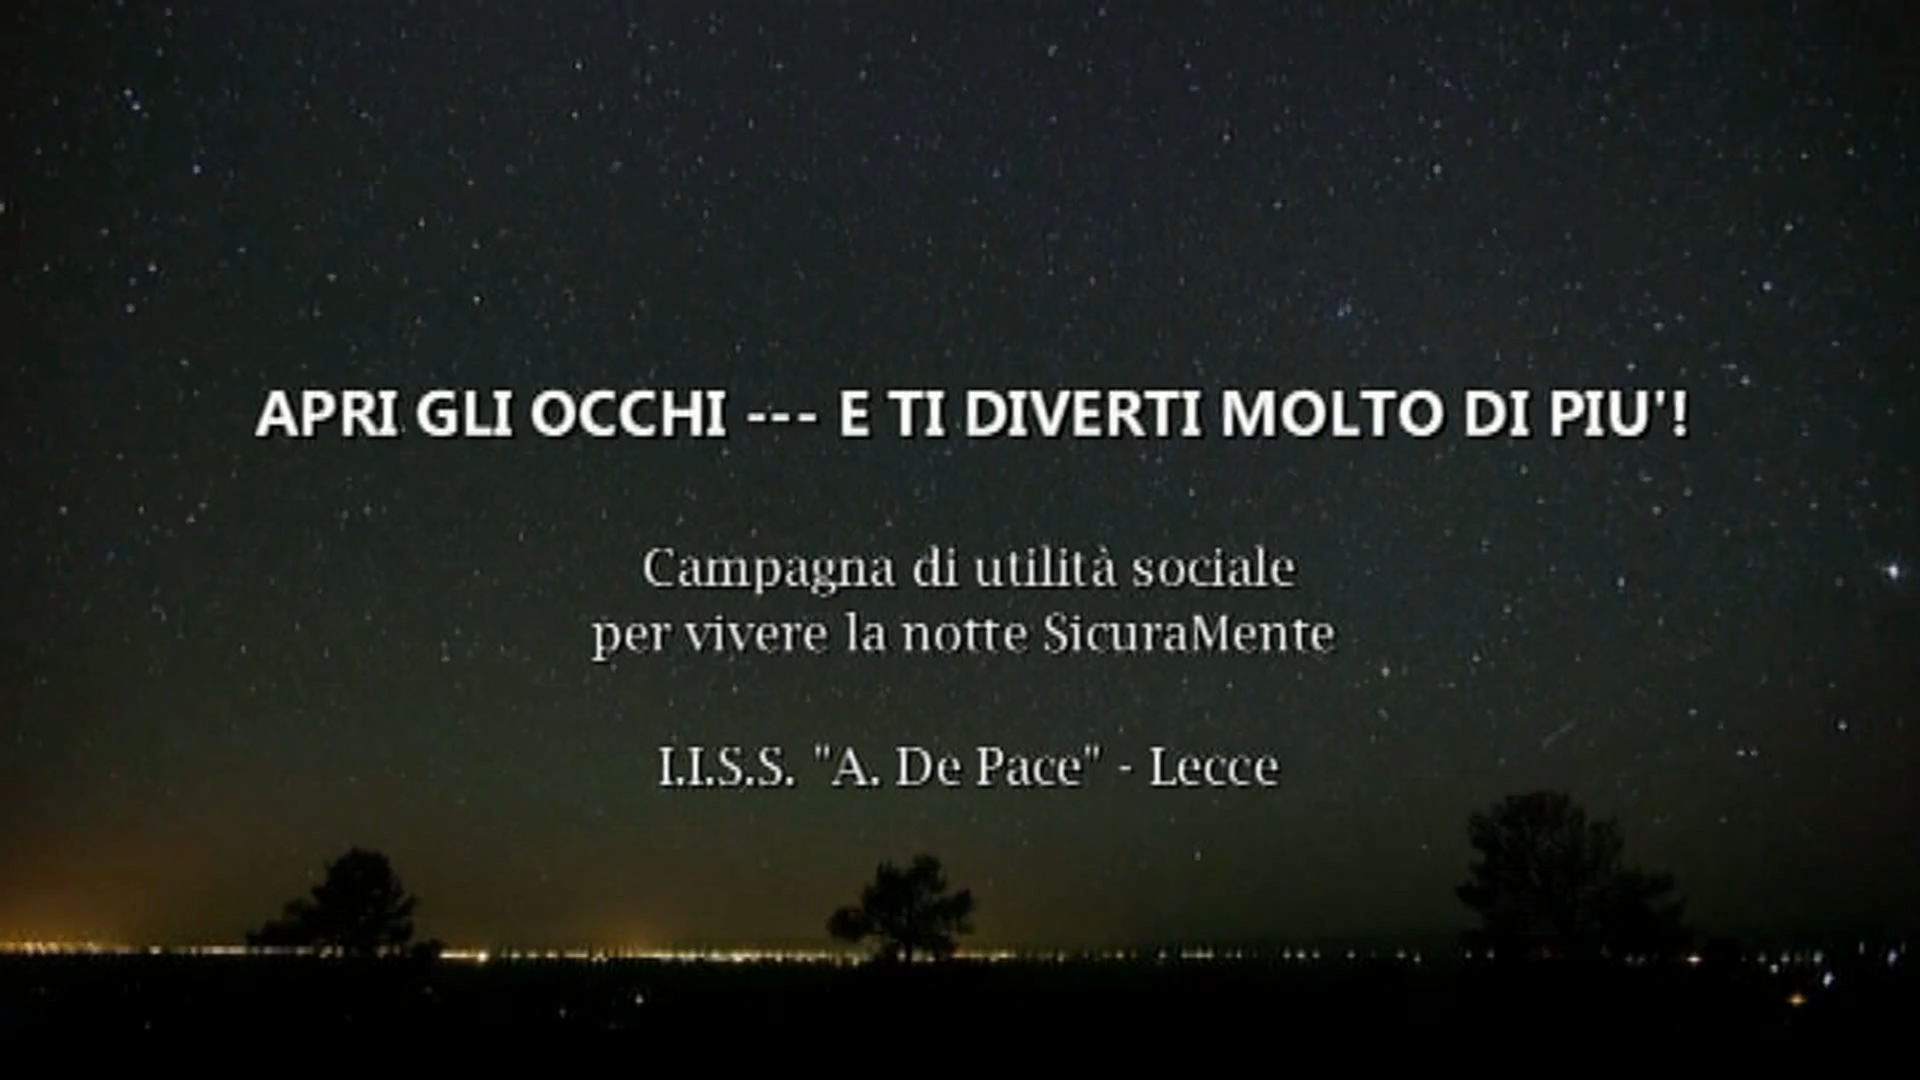 APRI GLI OCCHI --- E TI DIVERTI MOLTO DI PIU'!
Campagna di utilità sociale
per vivere la notte SicuraMente
I.I.S.S. "A. De Pace" - Lecce